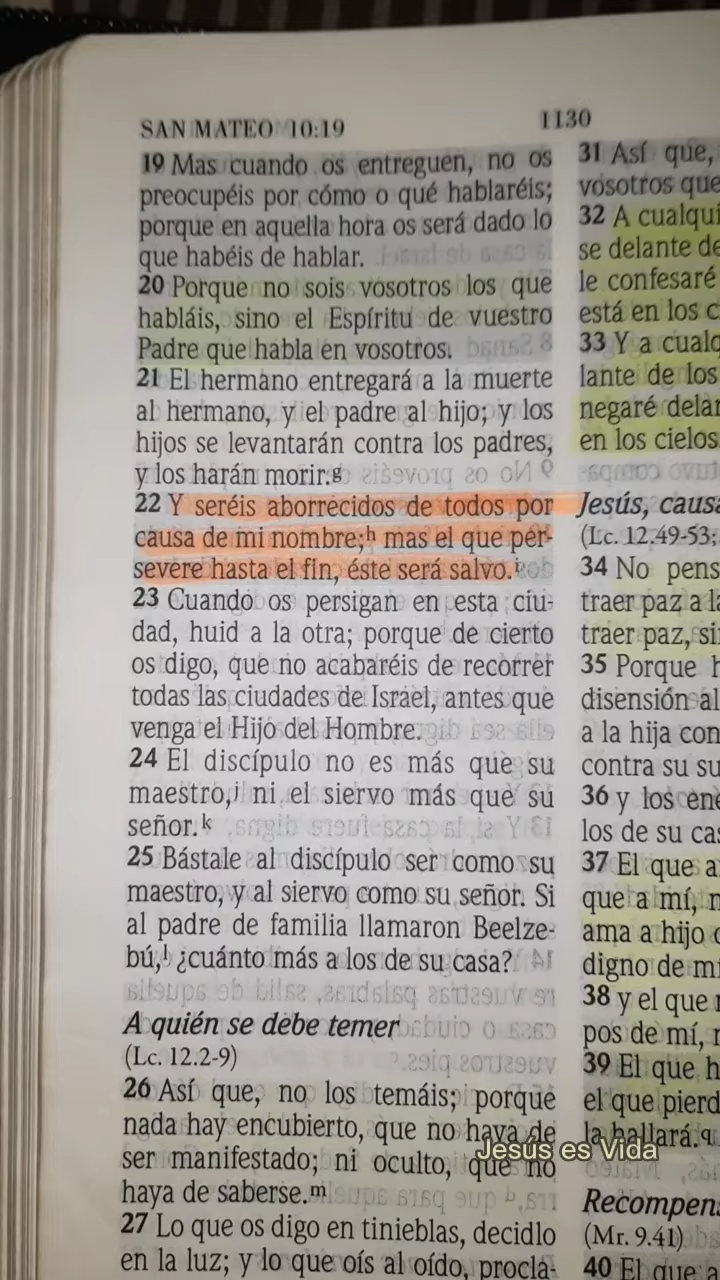 SAN MATEO 10:19
1130
19 Mas cuando os entreguen, no os
preocupéis por cómo o qué hablaréis;
porque en aquella hora os será dado lo
que habéis de hablar.
20 Porque no sois vosotros los que
habláis, sino el Espíritu de vuestro
Padre que habla en vosotros.
21 El hermano entregará a la muerte
al hermano, y el padre al hijo; y los
hijos se levantarán contra los padres,
y los harán morir.g
22 Y seréis aborrecidos de todos por
causa de mi nombre;h mas el que per-
severe hasta el fin, éste será salvo.i
23 Cuando os persigan en esta ciu-
dad, huid a la otra; porque de cierto
os digo, que no acabaréis de recorrer
todas las ciudades de Israel, antes que
venga el Hijo del Hombre.
24 El discípulo no es más que su
maestro,j ni el siervo más que su
señor.k
25 Bástale al discípulo ser como su
maestro, y al siervo como su señor. Si
al padre de familia llamaron Beelze-
bú,l ¿cuánto más a los de su casa?
A quién se debe temer
(Lc. 12.2-9)
26 Así que, no los temáis; porque
nada hay encubierto, que no haya de
ser manifestado; ni oculto, que no
haya de saberse.m
27 Lo que os digo en tinieblas, decidlo
en la luz; y lo que oís al oído, procla-
31 Así que,
vosotros que
32 A cualqui
se delante de
le confesaré
está en los c
33 Y a cualq
lante de los
negaré delan
en los cielos
Jesús, causa
(Lc. 12.49-53;
34 No pens
traer paz a la
traer paz, si
35 Porque h
disensión al
a la hija con
contra su su
36 y los ene
los de su cas
37 El que a
que a mí, n
ama a hijo o
digno de mí
38 y el que
pos de mí, n
39 El que h
el que pierd
la hallará.q
Recompen
(Mr. 9.41)
40 El que a
Jesús es Vida